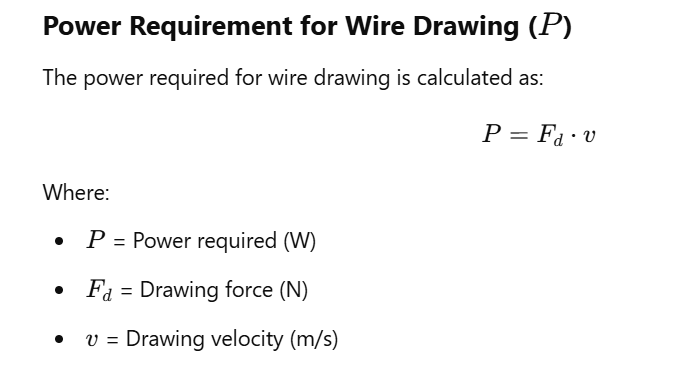 Power Requirement for Wire Drawing (P)
The power required for wire drawing is calculated as:
P = F_d · v
Where:
• P = Power required (W)
• F_d = Drawing force (N)
• v = Drawing velocity (m/s)